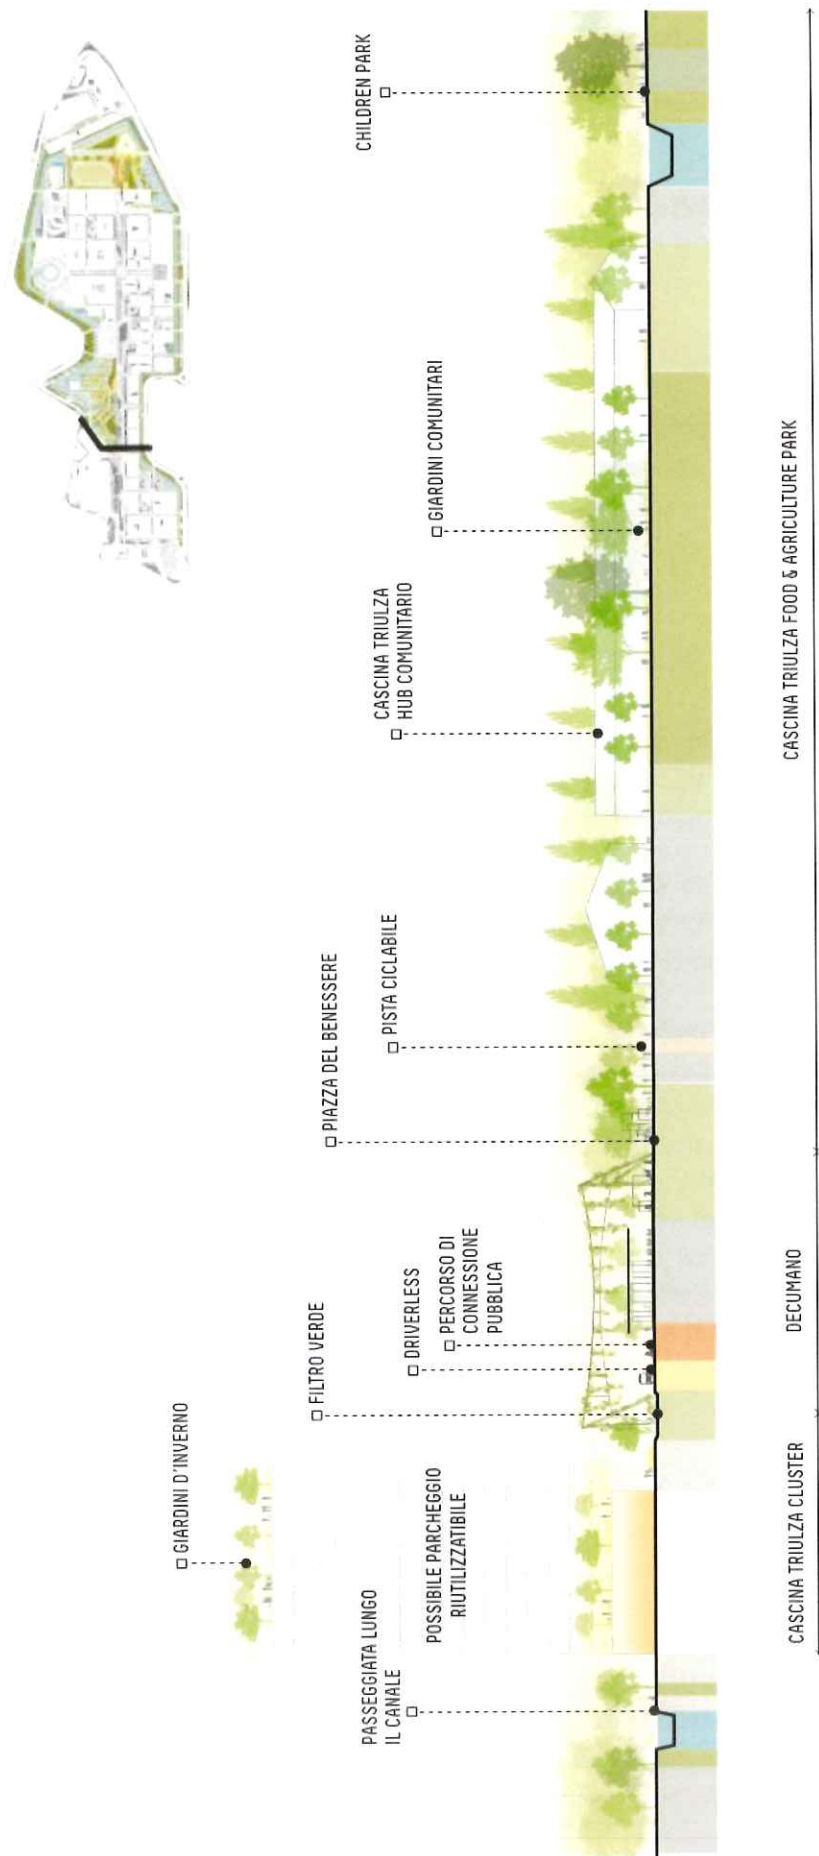 GIARDINI D'INVERNO
PASSEGGIATA LUNGO
IL CANALE
POSSIBILE PARCHEGGIO
RIUTILIZZATIBILE
FILTRO VERDE
DRIVERLESS
PERCORSO DI
CONNESSIONE
PUBBLICA
PIAZZA DEL BENESSERE
PISTA CICLABILE
CASCINA TRIULZA
HUB COMUNITARIO
GIARDINI COMUNITARI
CHILDREN PARK
CASCINA TRIULZA CLUSTER
DECUMANO
CASCINA TRIULZA FOOD & AGRICULTURE PARK